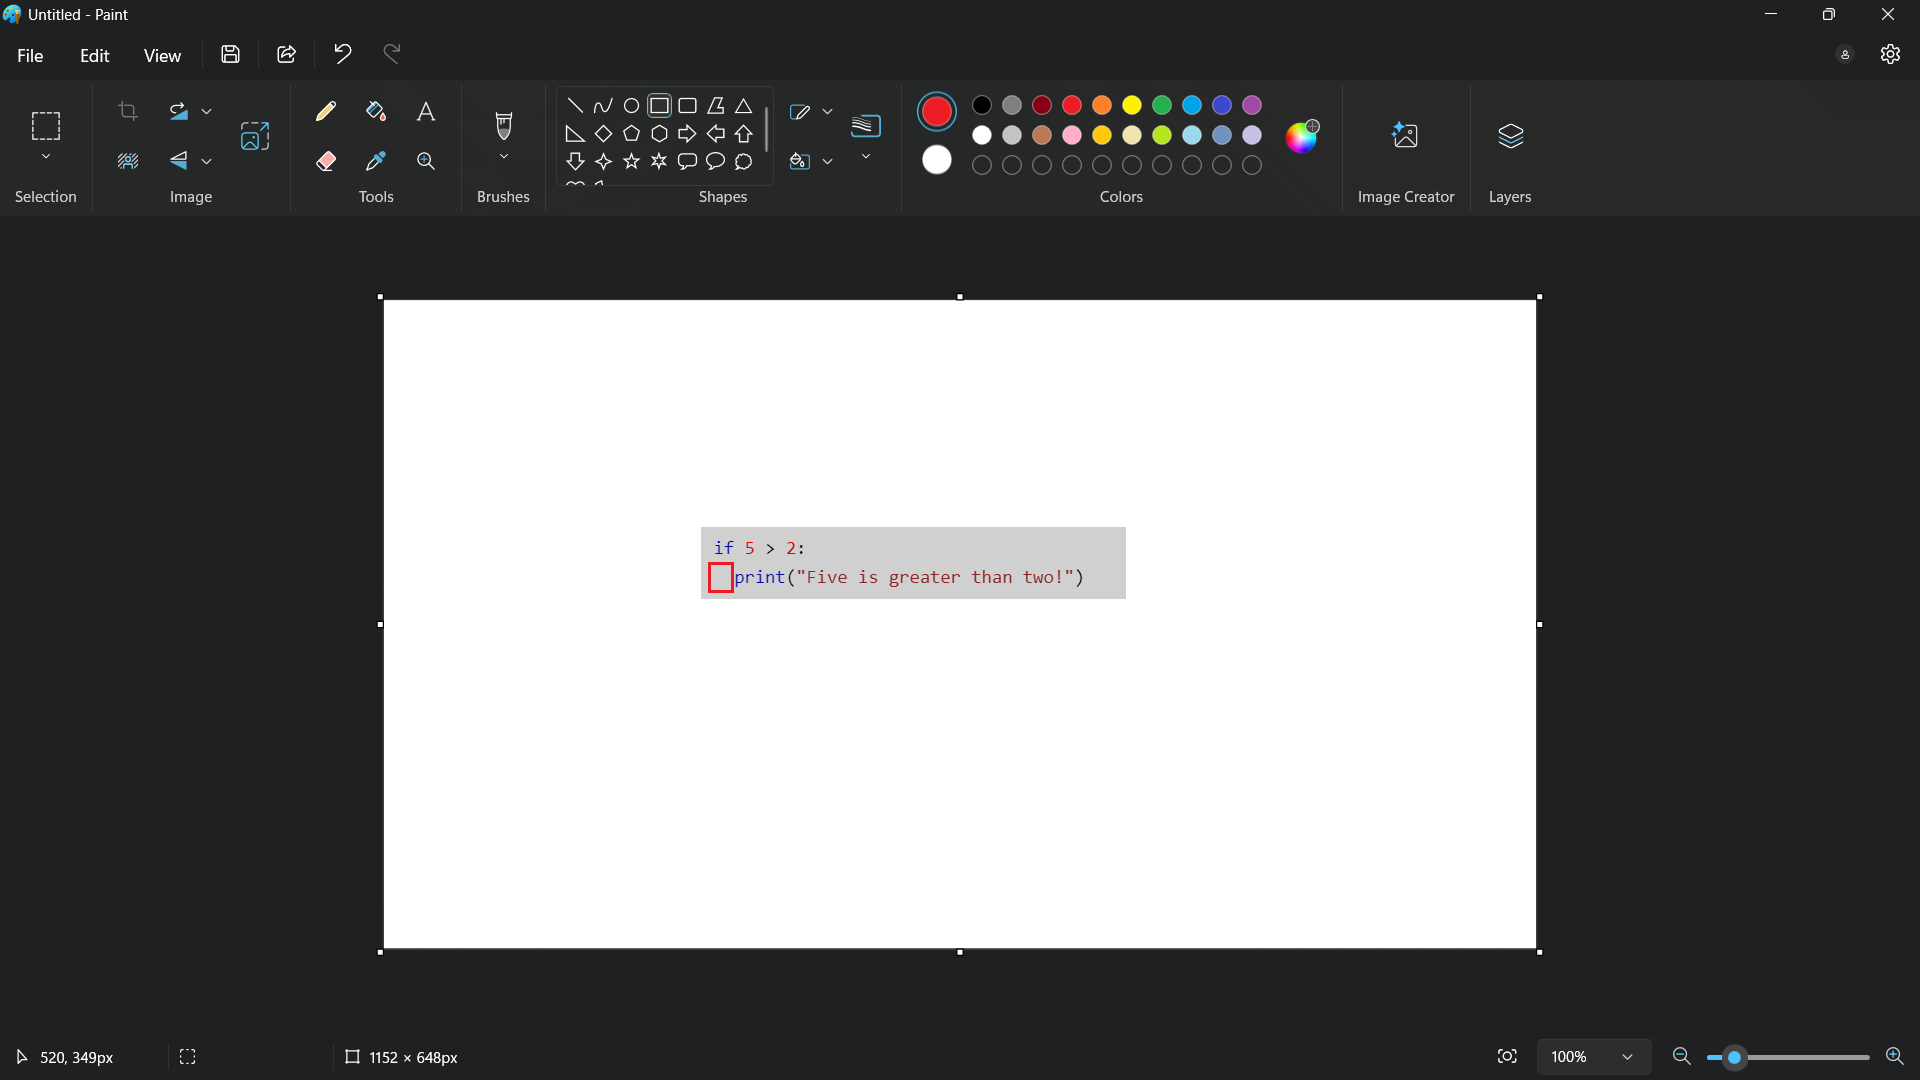 Untitled - Paint
File Edit View
Selection Image Tools Brushes Shapes Colors Image Creator Layers
if 5 > 2:
print("Five is greater than two!")
520, 349px 1152 × 648px 100%